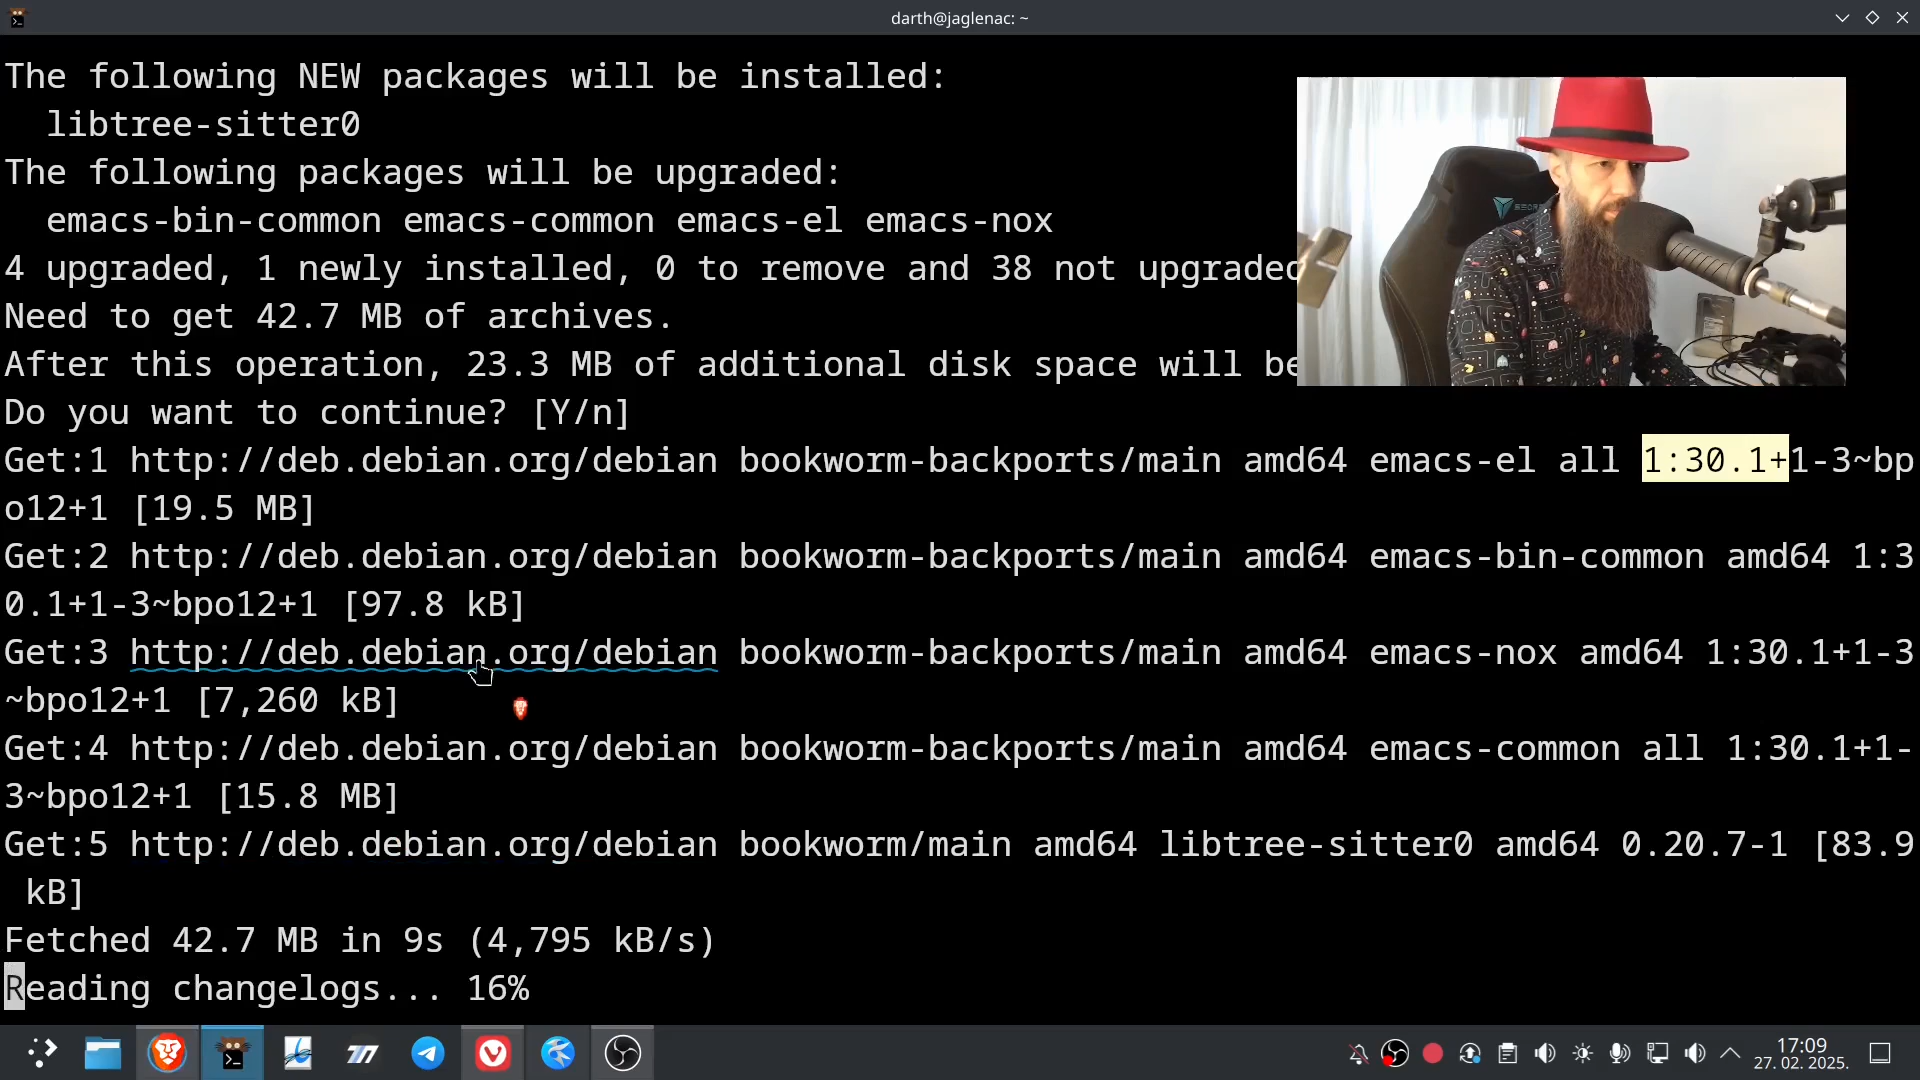 darth@jaglenac: ~
The following NEW packages will be installed:
libtree-sitter0
The following packages will be upgraded:
emacs-bin-common emacs-common emacs-el emacs-nox
4 upgraded, 1 newly installed, 0 to remove and 38 not upgraded
Need to get 42.7 MB of archives.
After this operation, 23.3 MB of additional disk space will be
Do you want to continue? [Y/n]
Get:1 http://deb.debian.org/debian bookworm-backports/main amd64 emacs-el all 1:30.1+1-3~bp
o12+1 [19.5 MB]
Get:2 http://deb.debian.org/debian bookworm-backports/main amd64 emacs-bin-common amd64 1:3
0.1+1-3~bpo12+1 [97.8 kB]
Get:3 http://deb.debian.org/debian bookworm-backports/main amd64 emacs-nox amd64 1:30.1+1-3
~bpo12+1 [7,260 kB]
Get:4 http://deb.debian.org/debian bookworm-backports/main amd64 emacs-common all 1:30.1+1-
3~bpo12+1 [15.8 MB]
Get:5 http://deb.debian.org/debian bookworm/main amd64 libtree-sitter0 amd64 0.20.7-1 [83.9
kB]
Fetched 42.7 MB in 9s (4,795 kB/s)
Reading changelogs... 16%
17:09
27. 02. 2025.